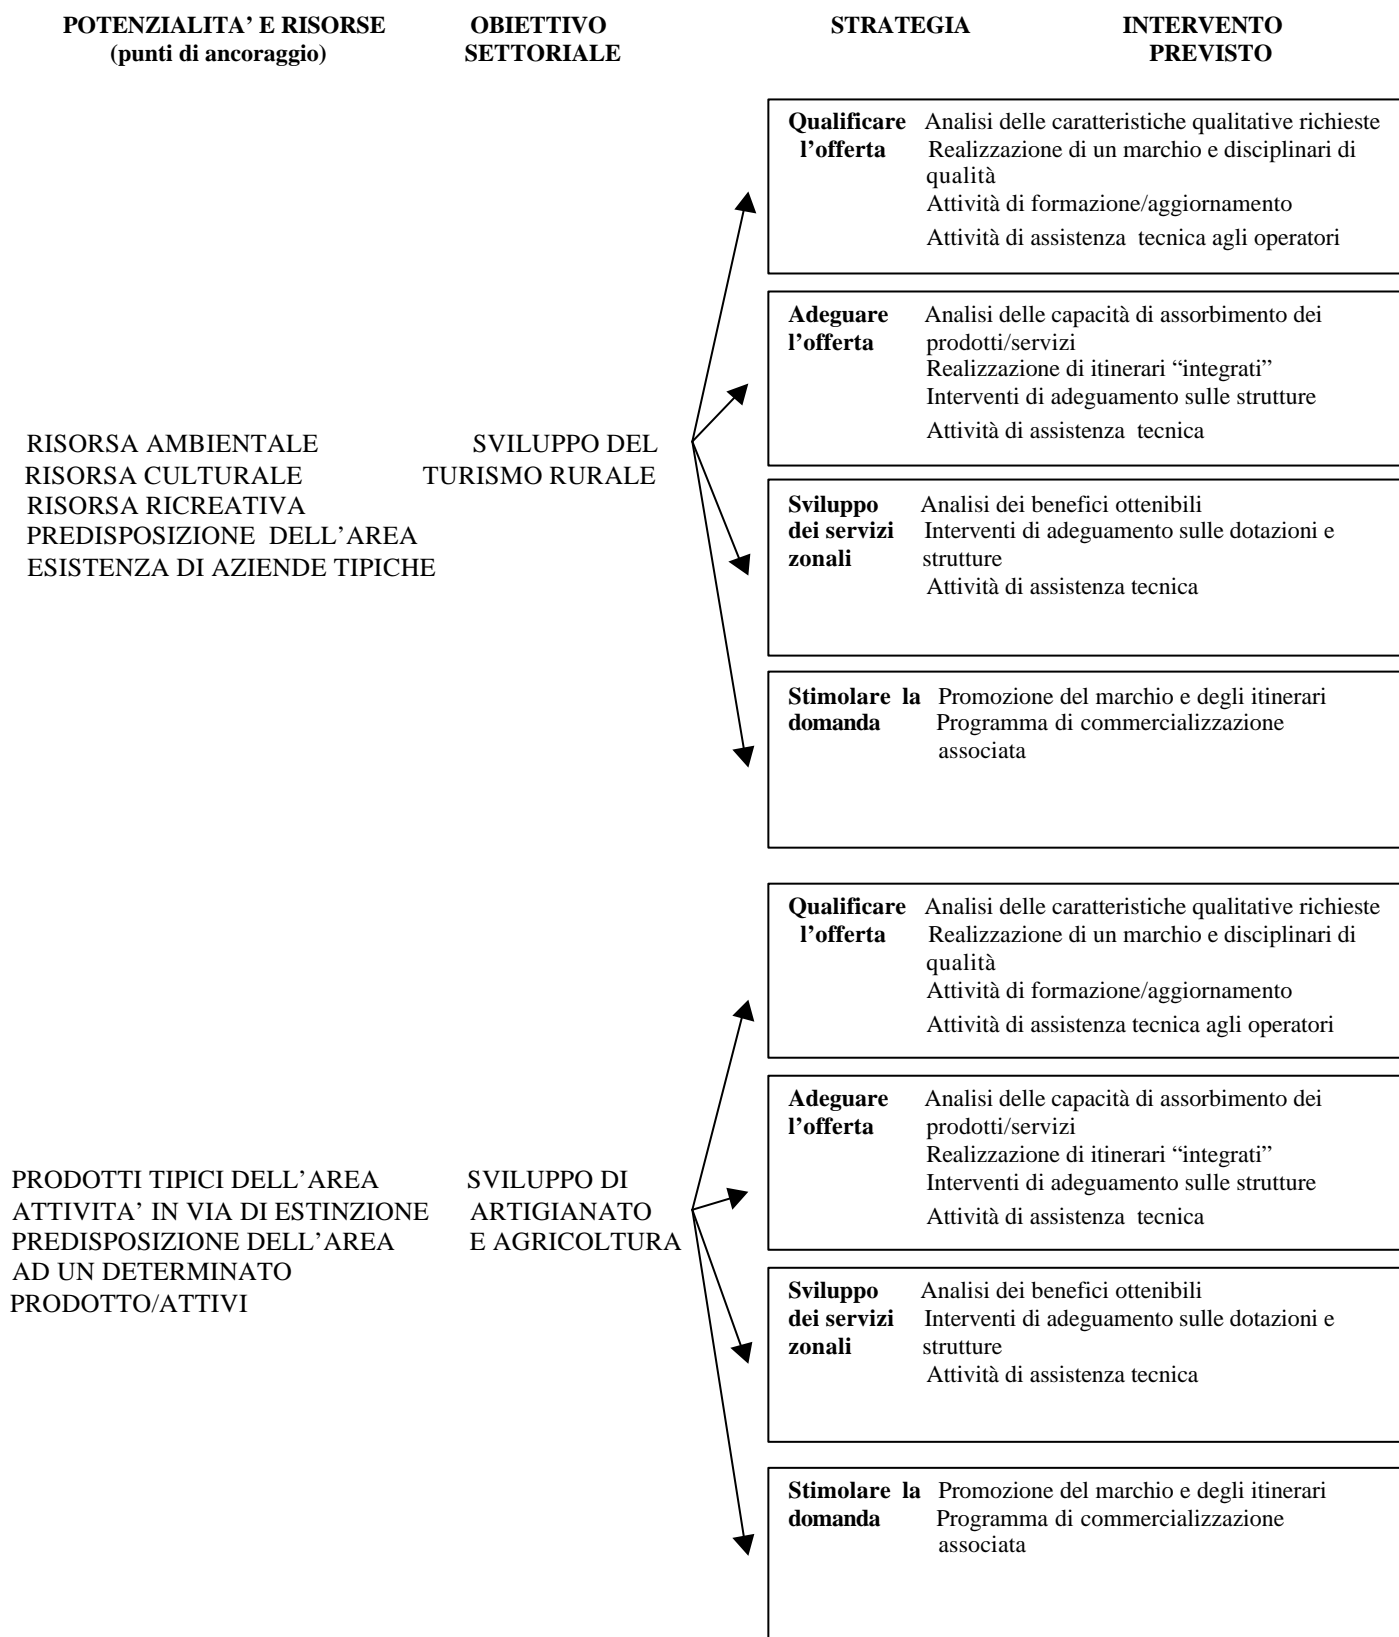 POTENZIALITA’ E RISORSE OBIETTIVO STRATEGIA INTERVENTO
(punti di ancoraggio) SETTORIALE PREVISTO
Qualificare Analisi delle caratteristiche qualitative richieste
l’offerta Realizzazione di un marchio e disciplinari di
qualità
Attività di formazione/aggiornamento
Attività di assistenza tecnica agli operatori
Adeguare Analisi delle capacità di assorbimento dei
l’offerta prodotti/servizi
Realizzazione di itinerari “integrati”
Interventi di adeguamento sulle strutture
Attività di assistenza tecnica
RISORSA AMBIENTALE SVILUPPO DEL
RISORSA CULTURALE TURISMO RURALE
RISORSA RICREATIVA
PREDISPOSIZIONE DELL’AREA
ESISTENZA DI AZIENDE TIPICHE
Sviluppo Analisi dei benefici ottenibili
dei servizi Interventi di adeguamento sulle dotazioni e
zonali strutture
Attività di assistenza tecnica
Stimolare la Promozione del marchio e degli itinerari
domanda Programma di commercializzazione
associata
Qualificare Analisi delle caratteristiche qualitative richieste
l’offerta Realizzazione di un marchio e disciplinari di
qualità
Attività di formazione/aggiornamento
Attività di assistenza tecnica agli operatori
Adeguare Analisi delle capacità di assorbimento dei
l’offerta prodotti/servizi
Realizzazione di itinerari “integrati”
Interventi di adeguamento sulle strutture
Attività di assistenza tecnica
PRODOTTI TIPICI DELL’AREA SVILUPPO DI
ATTIVITA’ IN VIA DI ESTINZIONE ARTIGIANATO
PREDISPOSIZIONE DELL’AREA E AGRICOLTURA
AD UN DETERMINATO
PRODOTTO/ATTIVI
Sviluppo Analisi dei benefici ottenibili
dei servizi Interventi di adeguamento sulle dotazioni e
zonali strutture
Attività di assistenza tecnica
Stimolare la Promozione del marchio e degli itinerari
domanda Programma di commercializzazione
associata